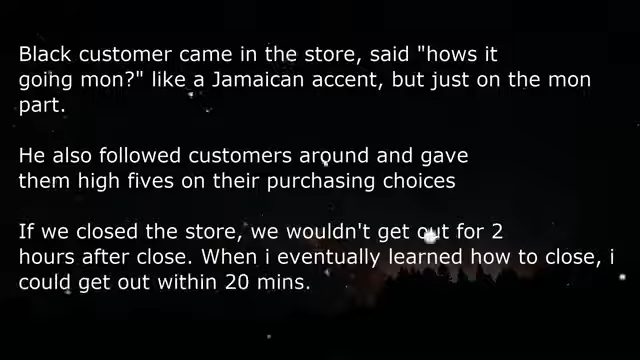 Black customer came in the store, said "hows it
going mon?" like a Jamaican accent, but just on the mon
part.
He also followed customers around and gave
them high fives on their purchasing choices
If we closed the store, we wouldn't get out for 2
hours after close. When i eventually learned how to close, i
could get out within 20 mins.